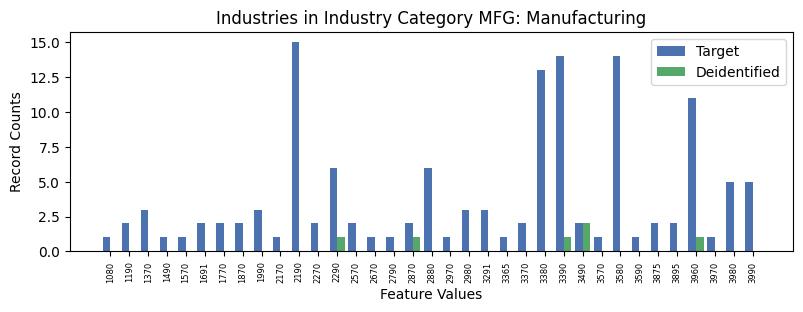 Industries in Industry Category MFG: Manufacturing
Target
Deidentified
Record Counts
15.0
12.5
10.0
7.5
5.0
2.5
0.0
1080 1190 1370 1490 1570 1691 1770 1870 1990 2170 2190 2270 2290 2570 2670 2790 2870 2880 2970 2980 3291 3365 3370 3380 3390 3490 3570 3580 3590 3875 3895 3960 3970 3980 3990
Feature Values